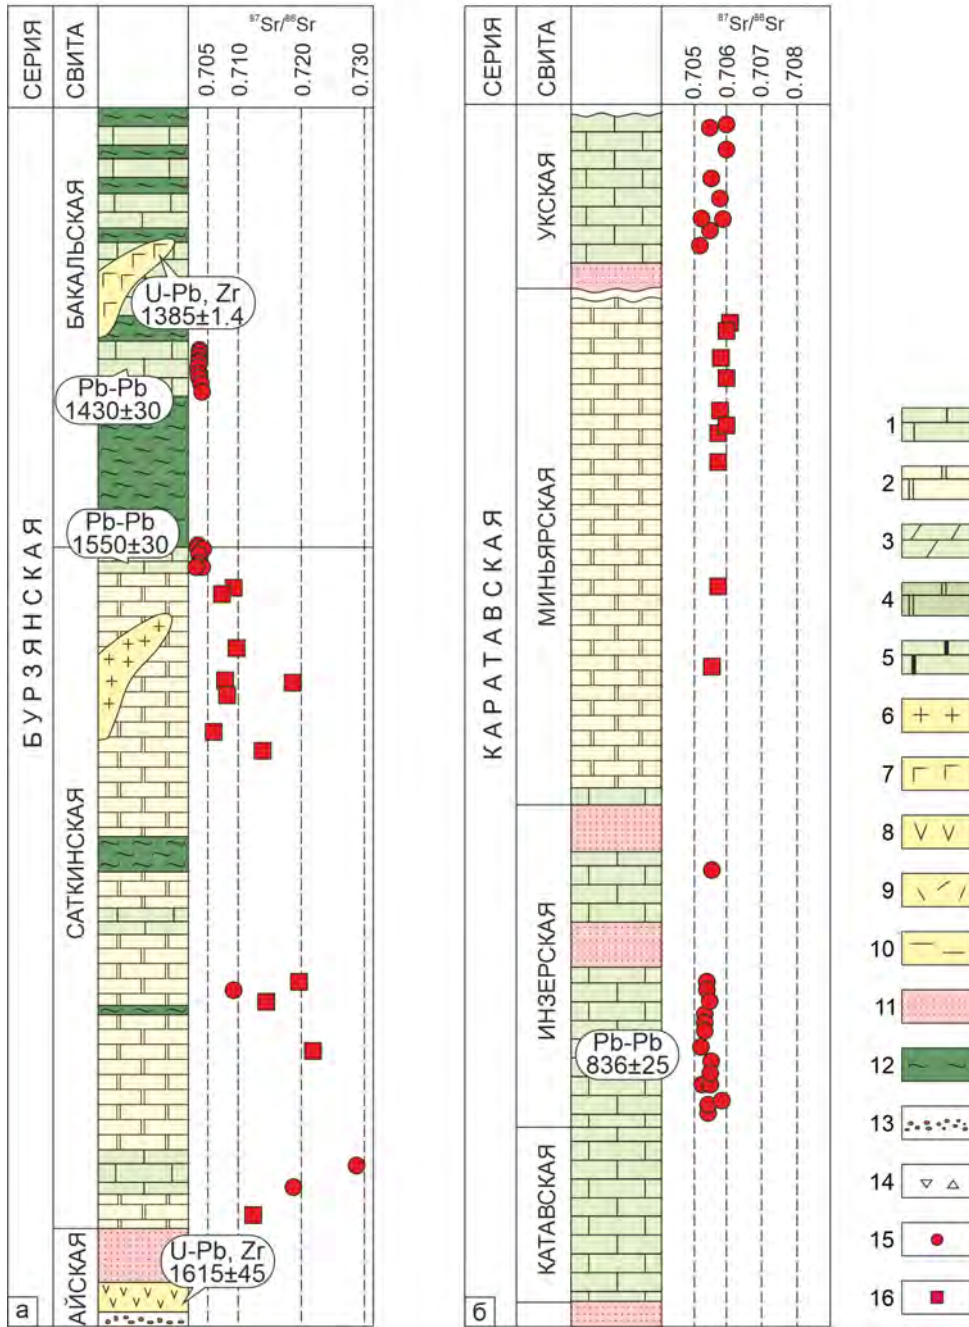 СЕРИЯ
СВИТА
⁸⁷Sr/⁸⁶Sr
0.705
0.710
0.720
0.730
БУРЗЯНСКАЯ
БАКАЛЬСКАЯ
U-Pb, Zr
1385±1.4
Pb-Pb
1430±30
Pb-Pb
1550±30
САТКИНСКАЯ
АЙСКАЯ
U-Pb, Zr
1615±45
а
СЕРИЯ
СВИТА
⁸⁷Sr/⁸⁶Sr
0.705
0.706
0.707
0.708
КАРАТАВСКАЯ
УКСКАЯ
МИНЬЯРСКАЯ
ИНЗЕРСКАЯ
Pb-Pb
836±25
КАТАВСКАЯ
б
1
2
3
4
5
6
7
8
9
10
11
12
13
14
15
16